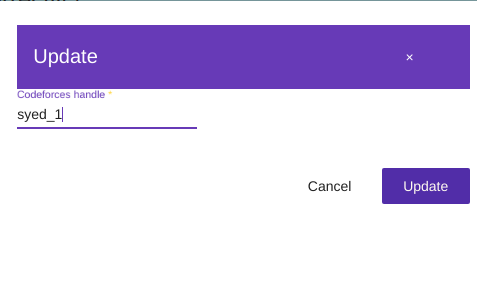 Update
×
Codeforces handle *
syed_1
Cancel
Update